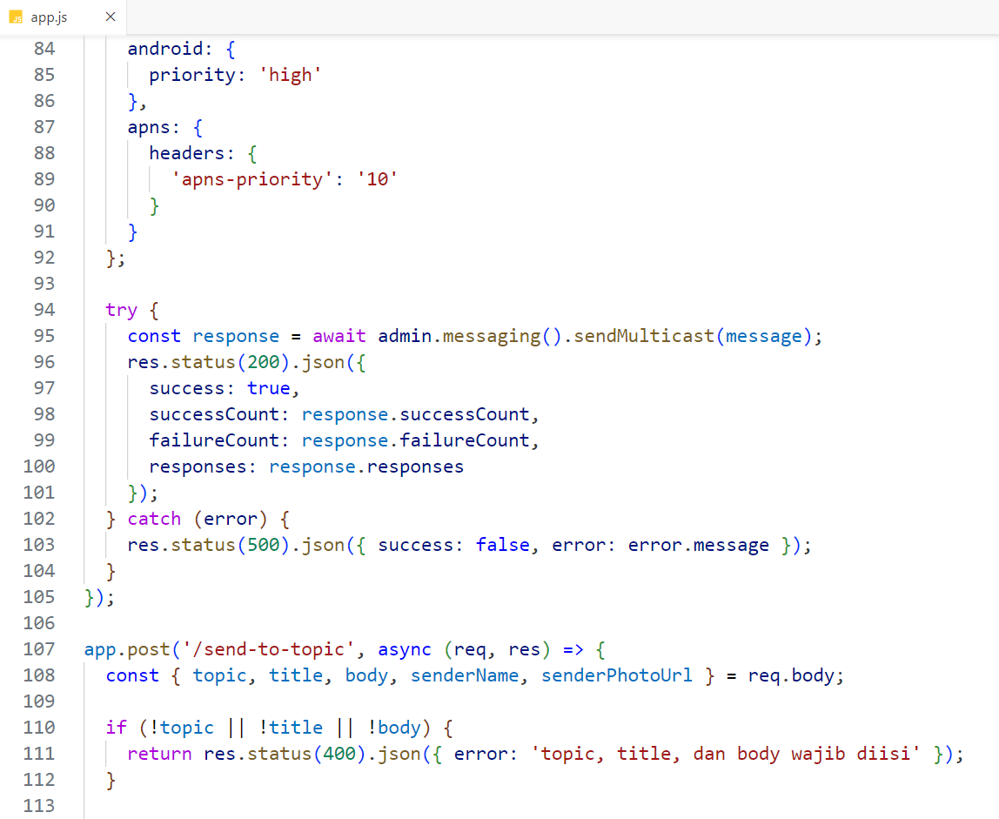 app.js
84 android: {
85 priority: 'high'
86 },
87 apns: {
88 headers: {
89 'apns-priority': '10'
90 }
91 }
92 };
93
94 try {
95 const response = await admin.messaging().sendMulticast(message);
96 res.status(200).json({
97 success: true,
98 successCount: response.successCount,
99 failureCount: response.failureCount,
100 responses: response.responses
101 });
102 } catch (error) {
103 res.status(500).json({ success: false, error: error.message });
104 }
105 });
106
107 app.post('/send-to-topic', async (req, res) => {
108 const { topic, title, body, senderName, senderPhotoUrl } = req.body;
109
110 if (!topic || !title || !body) {
111 return res.status(400).json({ error: 'topic, title, dan body wajib diisi' });
112 }
113